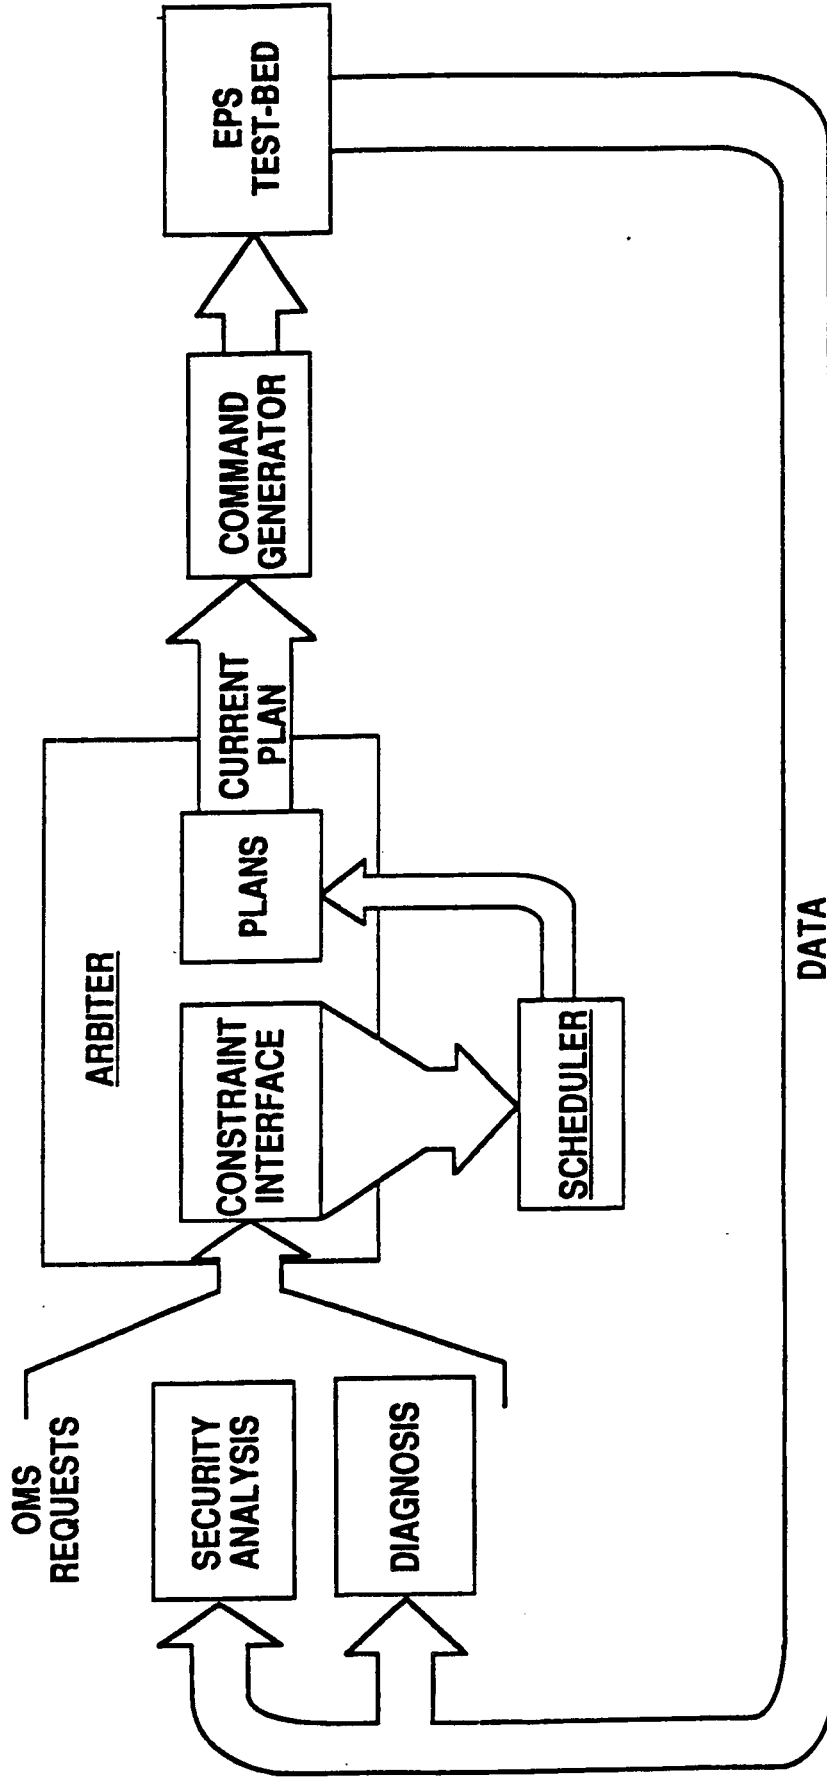 OMS
REQUESTS
SECURITY
ANALYSIS
DIAGNOSIS
ARBITER
CONSTRAINT
INTERFACE
PLANS
CURRENT
PLAN
SCHEDULER
COMMAND
GENERATOR
EPS
TEST-BED
DATA